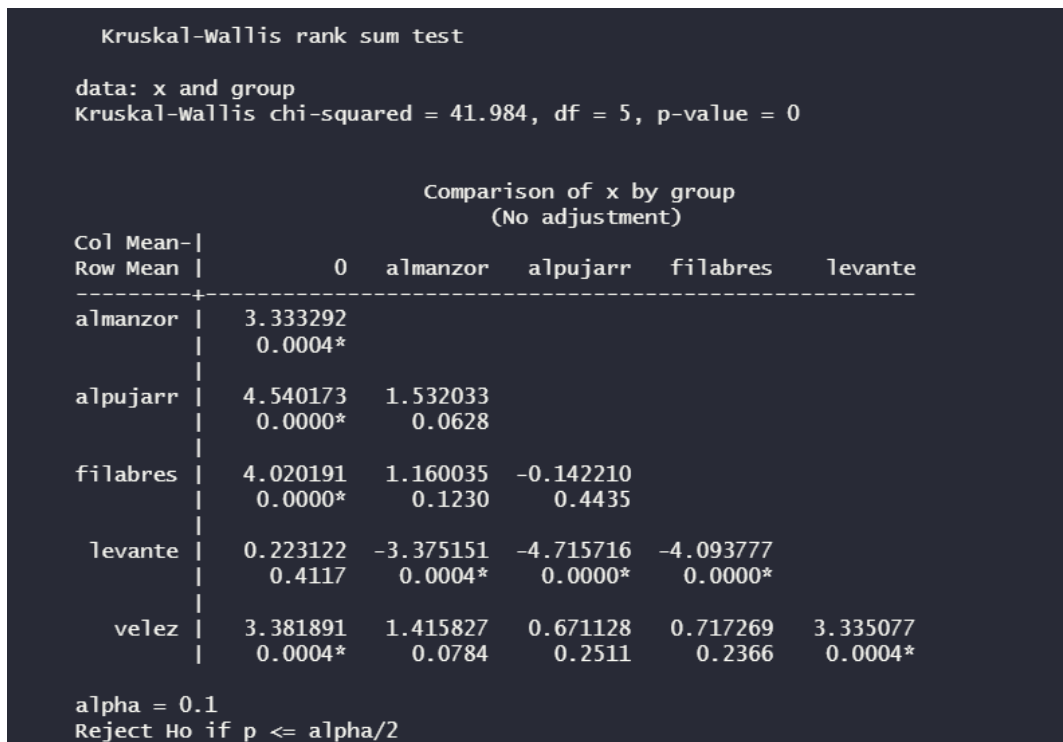 Kruskal-Wallis rank sum test
data: x and group
Kruskal-Wallis chi-squared = 41.984, df = 5, p-value = 0
Comparison of x by group
(No adjustment)
Col Mean-|
Row Mean |          0   almanzor   alpujarr   filabres    levante
---------+-------------------------------------------------------
almanzor |   3.333292
         |    0.0004*
         |
alpujarr |   4.540173   1.532033
         |    0.0000*     0.0628
         |
filabres |   4.020191   1.160035  -0.142210
         |    0.0000*     0.1230     0.4435
         |
 levante |   0.223122  -3.375151  -4.715716  -4.093777
         |     0.4117    0.0004*    0.0000*    0.0000*
         |
   velez |   3.381891   1.415827   0.671128   0.717269   3.335077
         |    0.0004*     0.0784     0.2511     0.2366    0.0004*
alpha = 0.1
Reject Ho if p <= alpha/2